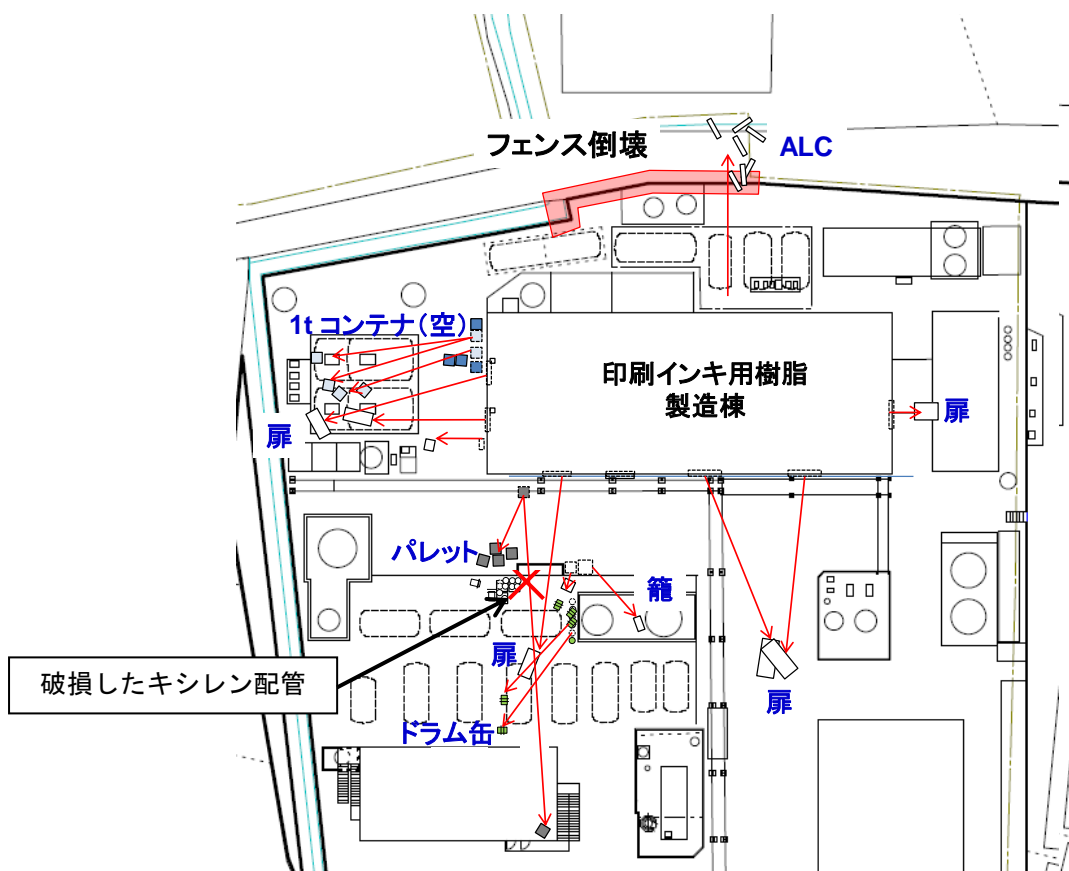 フェンス倒壊
ALC
1t コンテナ（空）
印刷インキ用樹脂
製造棟
扉
扉
パレット
籠
扉
破損したキシレン配管
扉
ドラム缶